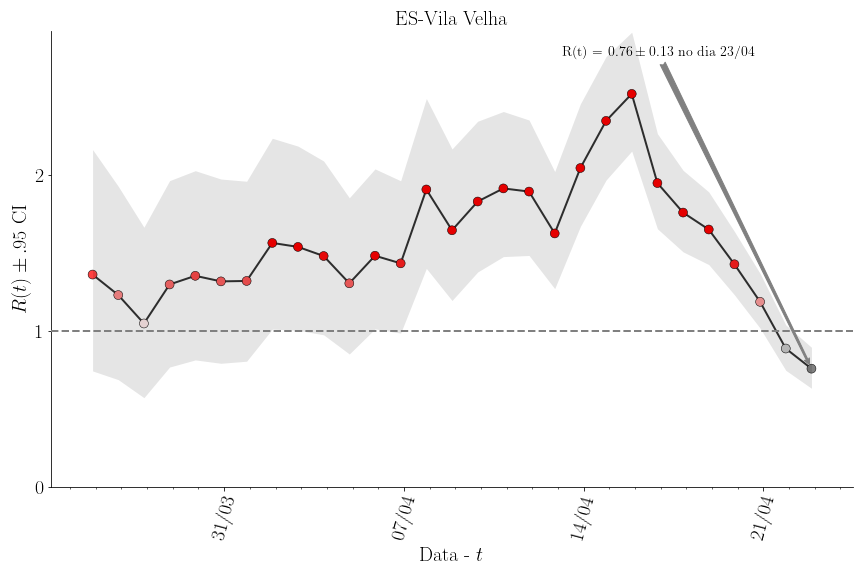 ES-Vila Velha
R(t) = 0.76 ± 0.13 no dia 23/04
R(t) ± .95 CI
2
1
0
31/03
07/04
14/04
21/04
Data - t